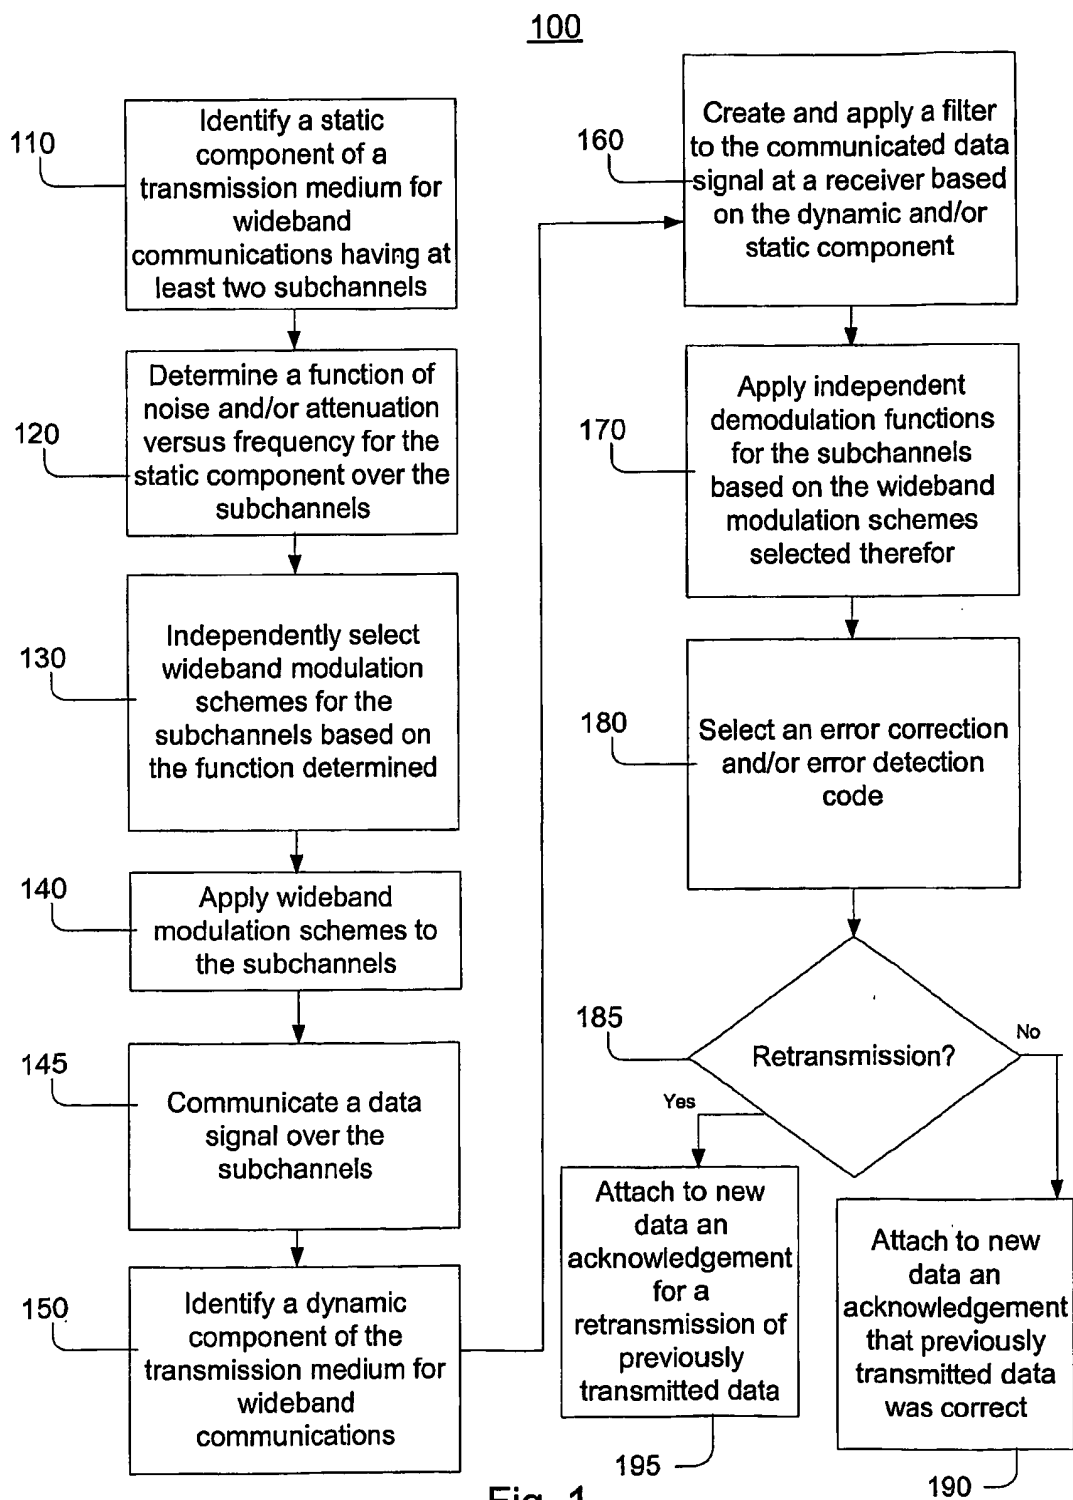 100
110
Identify a static
component of a
transmission medium for
wideband
communications having at
least two subchannels
120
Determine a function of
noise and/or attenuation
versus frequency for the
static component over the
subchannels
130
Independently select
wideband modulation
schemes for the
subchannels based on
the function determined
140
Apply wideband
modulation schemes to
the subchannels
145
Communicate a data
signal over the
subchannels
150
Identify a dynamic
component of the
transmission medium for
wideband
communications
160
Create and apply a filter
to the communicated data
signal at a receiver based
on the dynamic and/or
static component
170
Apply independent
demodulation functions
for the subchannels
based on the wideband
modulation schemes
selected therefor
180
Select an error correction
and/or error detection
code
185
Retransmission?
No
Yes
Attach to new
data an
acknowledgement
for a
retransmission of
previously
transmitted data
195
Attach to new
data an
acknowledgement
that previously
transmitted data
was correct
190
Fig. 1